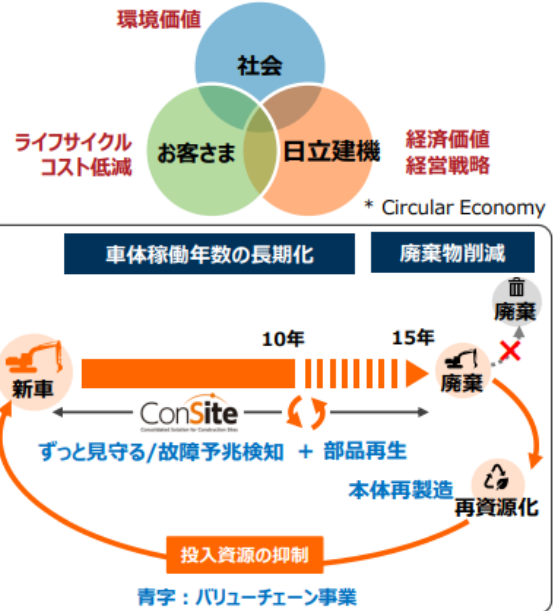 環境価値
社会
ライフサイクル
コスト低減
お客さま
日立建機
経済価値
経営戦略
* Circular Economy
車体稼働年数の長期化
廃棄物削減
廃棄
10年
15年
新車
廃棄
ConSite
Consolidated Solution for Construction Sites
ずっと見守る/故障予兆検知 + 部品再生
本体再製造
再資源化
投入資源の抑制
青字：バリューチェーン事業